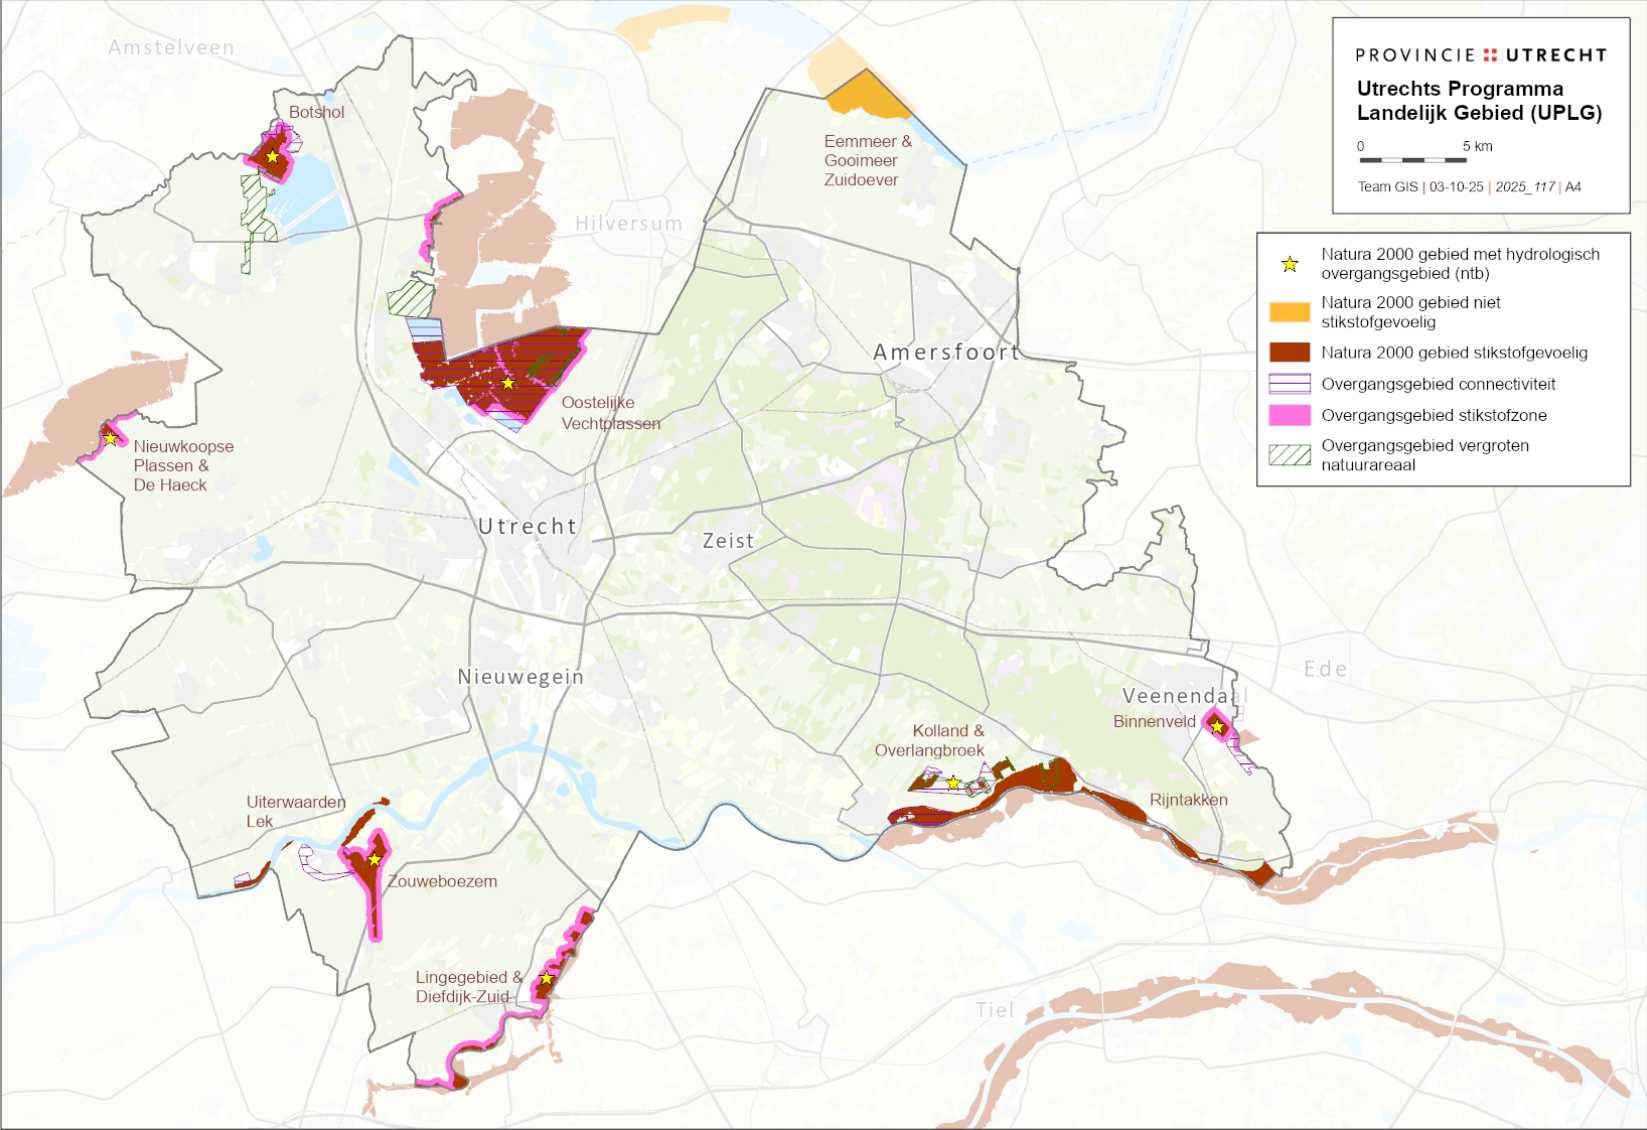 PROVINCIE UTRECHT
Utrechts Programma
Landelijk Gebied (UPLG)
0 5 km
Team GIS | 03-10-25 | 2025_117 | A4
Natura 2000 gebied met hydrologisch
overgangsgebied (ntb)
Natura 2000 gebied niet
stikstofgevoelig
Natura 2000 gebied stikstofgevoelig
Overgangsgebied connectiviteit
Overgangsgebied stikstofzone
Overgangsgebied vergroten
natuurareaal
Amstelveen
Botshol
Eemmeer &
Gooimeer
Zuidoever
Hilversum
Amersfoort
Oostelijke
Vechtplassen
Nieuwkoopse
Plassen &
De Haeck
Utrecht
Zeist
Nieuwegein
Ede
Veenendaal
Binnenveld
Kolland &
Overlangbroek
Rijntakken
Uiterwaarden
Lek
Zouweboezem
Lingegebied &
Diefdijk-Zuid
Tiel